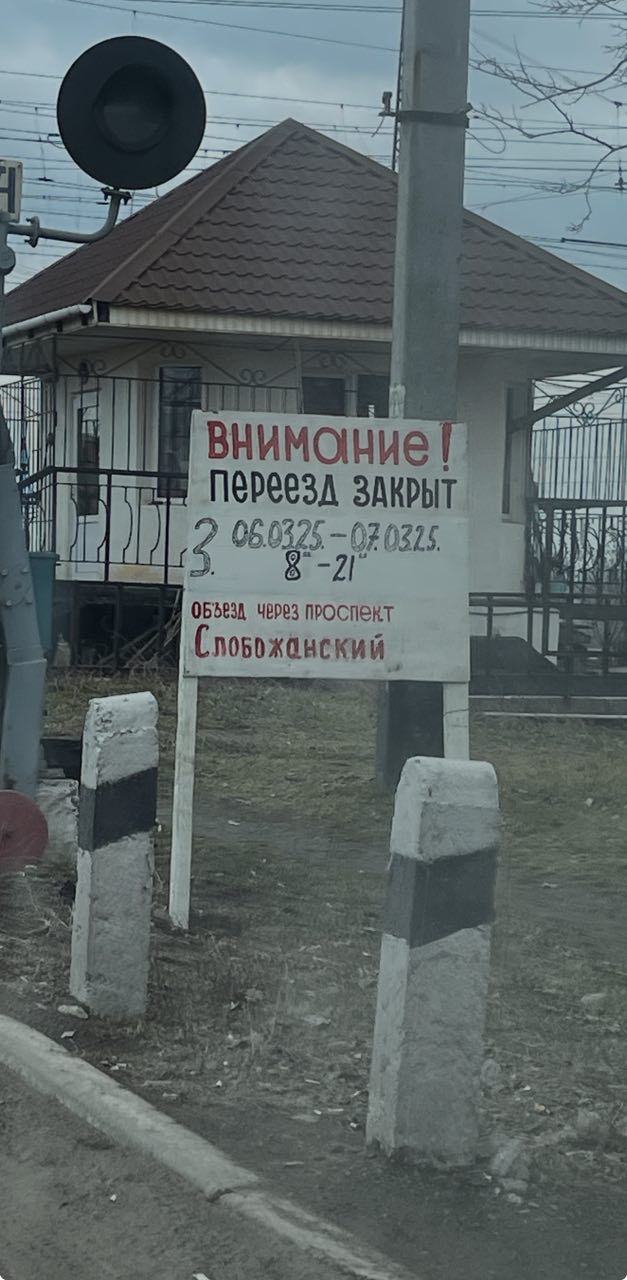 ВНИМАНИЕ!
ПЕРЕЕЗД ЗАКРЫТ
З. 06.03.25.-07.03.25.
8⁰⁰-21⁰⁰
ОБЪЕЗД ЧЕРЕЗ ПРОСПЕКТ
Слобожанский